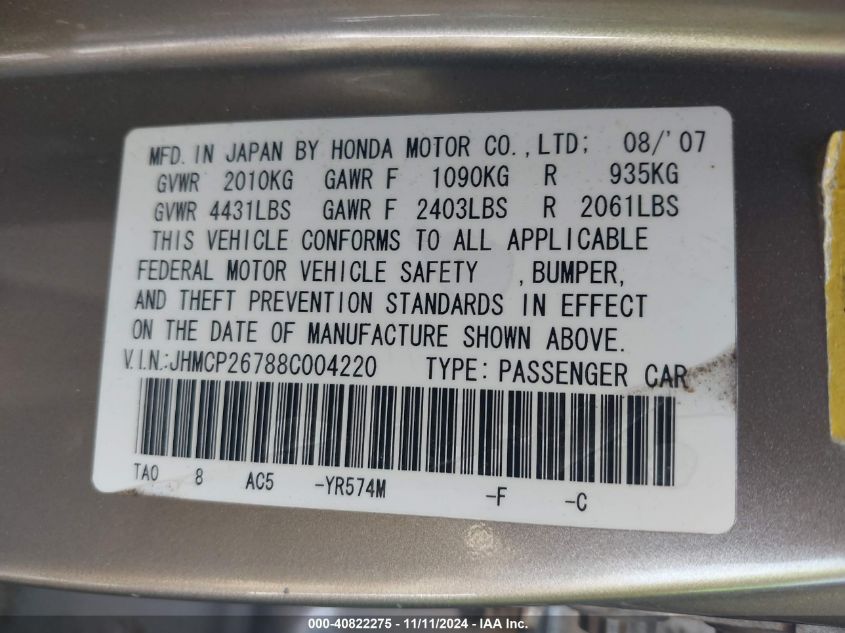 MFD. IN JAPAN BY HONDA MOTOR CO.,LTD; 08/'07
GVWR 2010KG GAWR F 1090KG R 935KG
GVWR 4431LBS GAWR F 2403LBS R 2061LBS
THIS VEHICLE CONFORMS TO ALL APPLICABLE
FEDERAL MOTOR VEHICLE SAFETY , BUMPER,
AND THEFT PREVENTION STANDARDS IN EFFECT
ON THE DATE OF MANUFACTURE SHOWN ABOVE.
V.I.N.:JHMCP26788C004220 TYPE: PASSENGER CAR
TA0 8 AC5 -YR574M -F -C
000-40822275 - 11/11/2024 - IAA Inc.